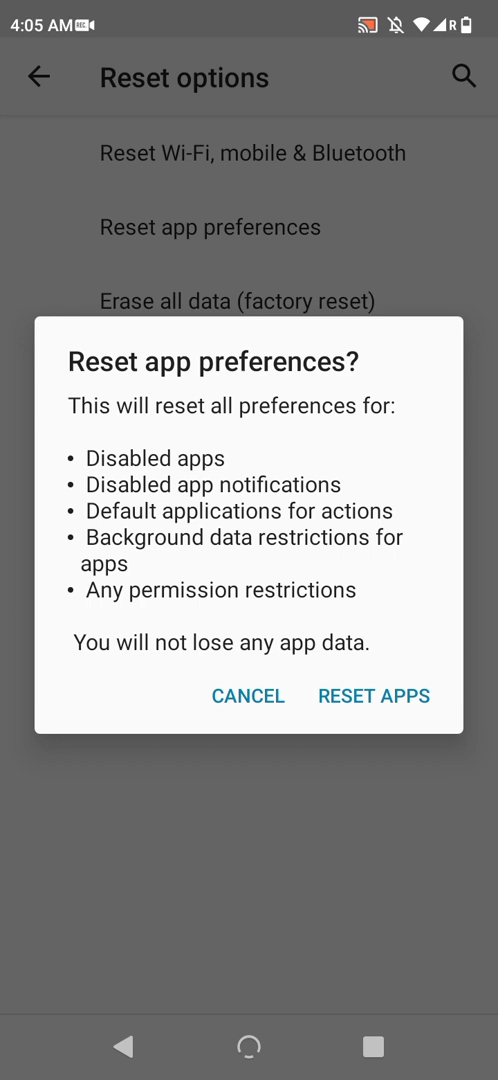 4:05 AM REC R
Reset options
Reset Wi-Fi, mobile & Bluetooth
Reset app preferences
Erase all data (factory reset)
Reset app preferences?
This will reset all preferences for:
• Disabled apps
• Disabled app notifications
• Default applications for actions
• Background data restrictions for
apps
• Any permission restrictions
You will not lose any app data.
CANCEL RESET APPS